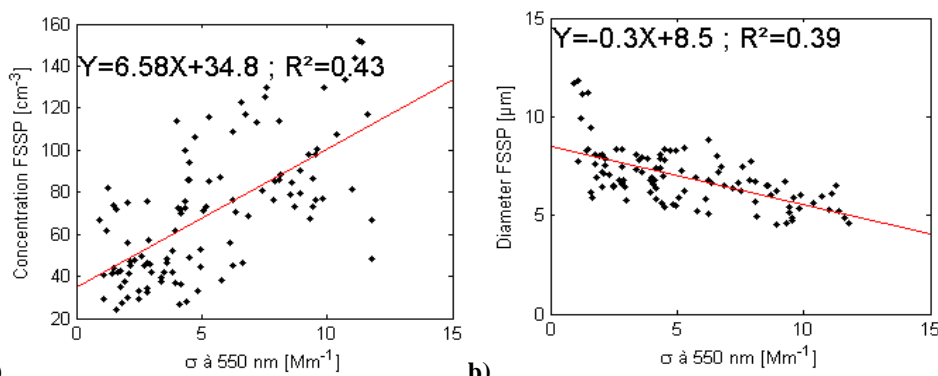 Y=6.58X+34.8 ; R²=0.43
Concentration FSSP [cm⁻³]
160
140
120
100
80
60
40
20
0
5
10
15
σ à 550 nm [Mm⁻¹]
b)
Y=-0.3X+8.5 ; R²=0.39
Diameter FSSP [µm]
15
10
5
0
0
5
10
15
σ à 550 nm [Mm⁻¹]